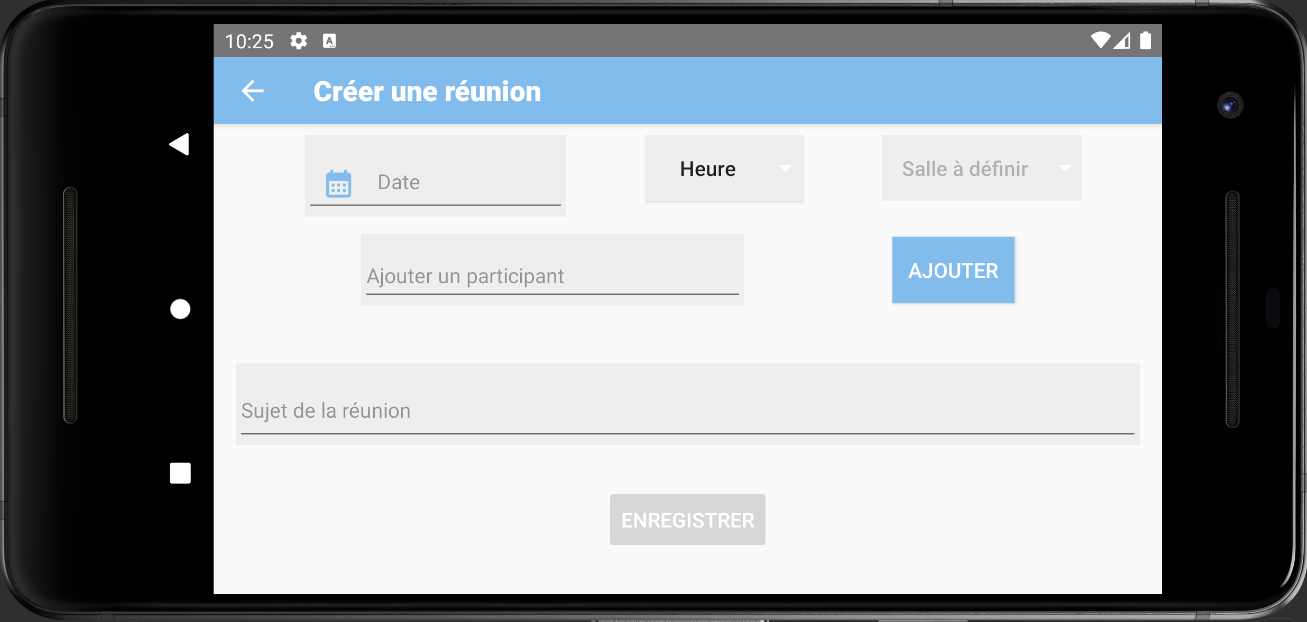 10:25
Créer une réunion
Date
Heure
Salle à définir
Ajouter un participant
AJOUTER
Sujet de la réunion
ENREGISTRER